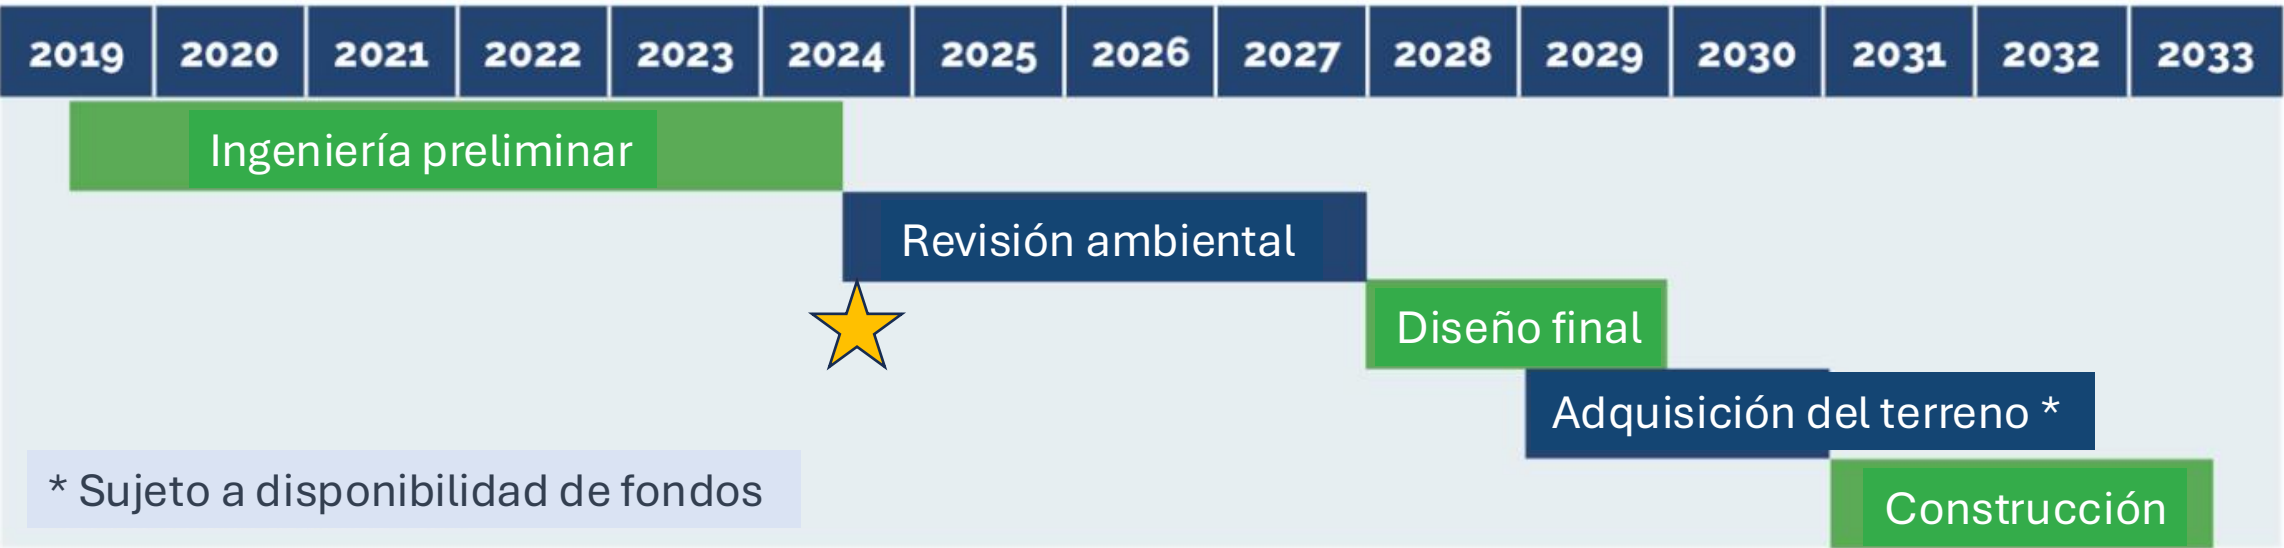 2019 2020 2021 2022 2023 2024 2025 2026 2027 2028 2029 2030 2031 2032 2033
Ingeniería preliminar
Revisión ambiental
Diseño final
Adquisición del terreno *
* Sujeto a disponibilidad de fondos
Construcción